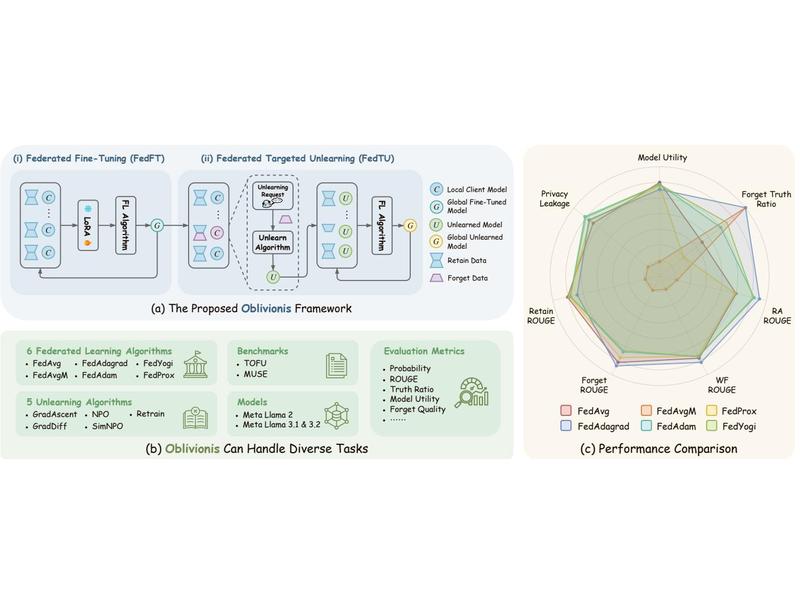 (i) Federated Fine-Tuning (FedFT)
(ii) Federated Targeted Unlearning (FedTU)
C
...
C
C
LoRA
FL Algorithm
G
C
...
C
C
Unlearning
Request
Unlearn
Algorithm
U
U
...
U
U
FL Algorithm
G
C Local Client Model
G Global Fine-Tuned
Model
U Unlearned Model
G Global Unlearned
Model
Retain Data
Forget Data
(a) The Proposed Oblivionis Framework
6 Federated Learning Algorithms
• FedAvg • FedAdagrad • FedYogi
• FedAvgM • FedAdam • FedProx
5 Unlearning Algorithms
• GradAscent • NPO • Retrain
• GradDiff • SimNPO
Benchmarks
• TOFU
• MUSE
Models
• Meta Llama 2
• Meta Llama 3.1 & 3.2
Evaluation Metrics
• Probability
• ROUGE
• Truth Ratio
• Model Utility
• Forget Quality
• ......
(b) Oblivionis Can Handle Diverse Tasks
Model Utility
Privacy
Leakage
Forget Truth
Ratio
Retain
ROUGE
RA
ROUGE
Forget
ROUGE
WF
ROUGE
FedAvg FedAvgM FedProx
FedAdagrad FedAdam FedYogi
(c) Performance Comparison